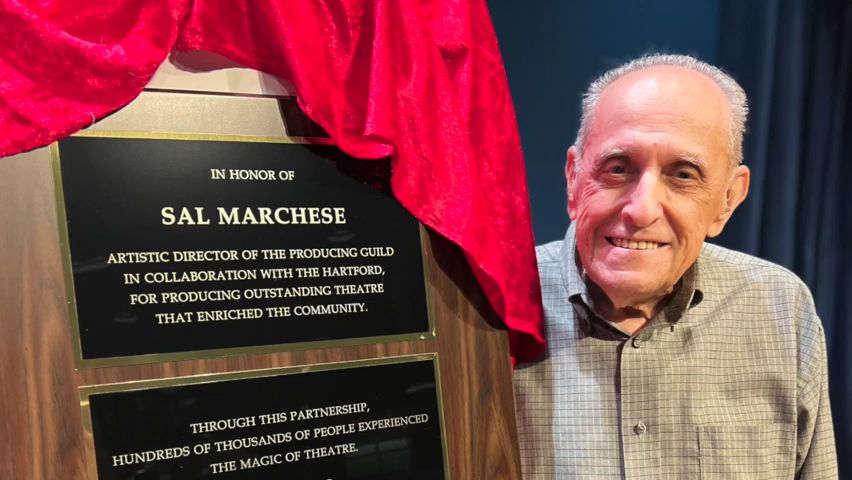 IN HONOR OF
SAL MARCHESE
ARTISTIC DIRECTOR OF THE PRODUCING GUILD
IN COLLABORATION WITH THE HARTFORD,
FOR PRODUCING OUTSTANDING THEATRE
THAT ENRICHED THE COMMUNITY.
THROUGH THIS PARTNERSHIP,
HUNDREDS OF THOUSANDS OF PEOPLE EXPERIENCED
THE MAGIC OF THEATRE.